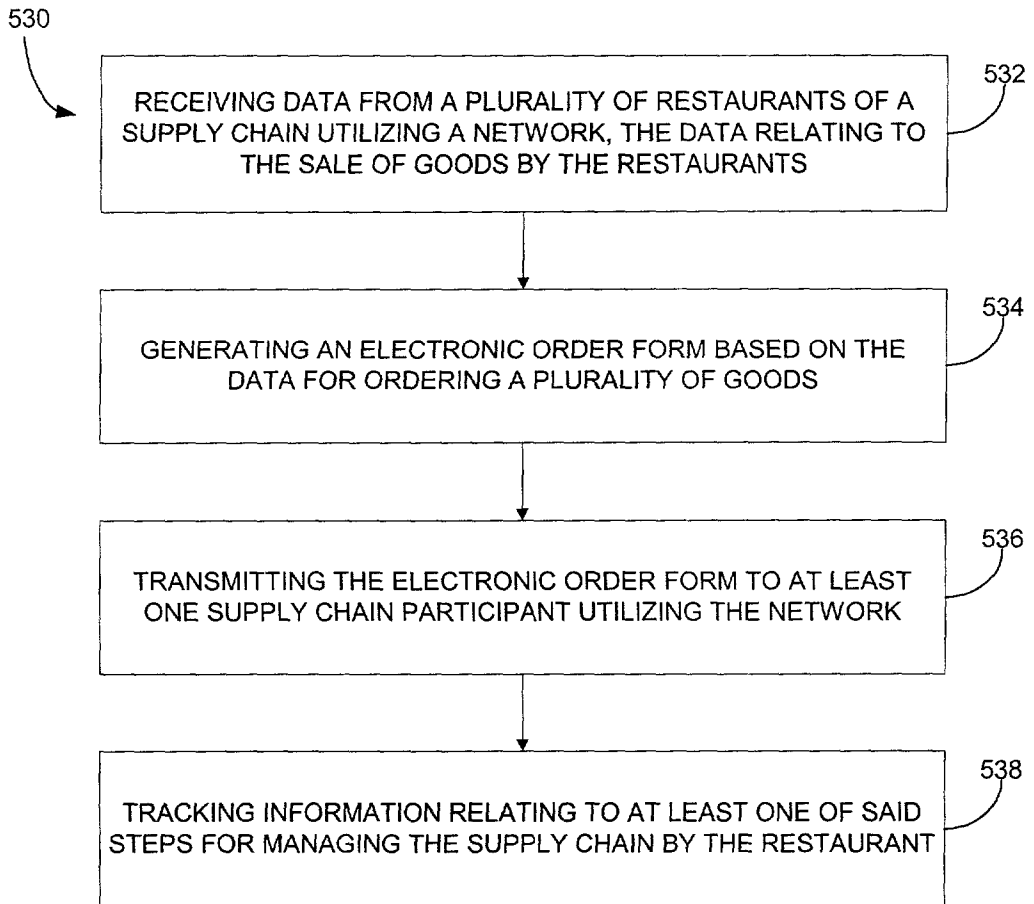 530
532
RECEIVING DATA FROM A PLURALITY OF RESTAURANTS OF A
SUPPLY CHAIN UTILIZING A NETWORK, THE DATA RELATING TO
THE SALE OF GOODS BY THE RESTAURANTS
534
GENERATING AN ELECTRONIC ORDER FORM BASED ON THE
DATA FOR ORDERING A PLURALITY OF GOODS
536
TRANSMITTING THE ELECTRONIC ORDER FORM TO AT LEAST
ONE SUPPLY CHAIN PARTICIPANT UTILIZING THE NETWORK
538
TRACKING INFORMATION RELATING TO AT LEAST ONE OF SAID
STEPS FOR MANAGING THE SUPPLY CHAIN BY THE RESTAURANT